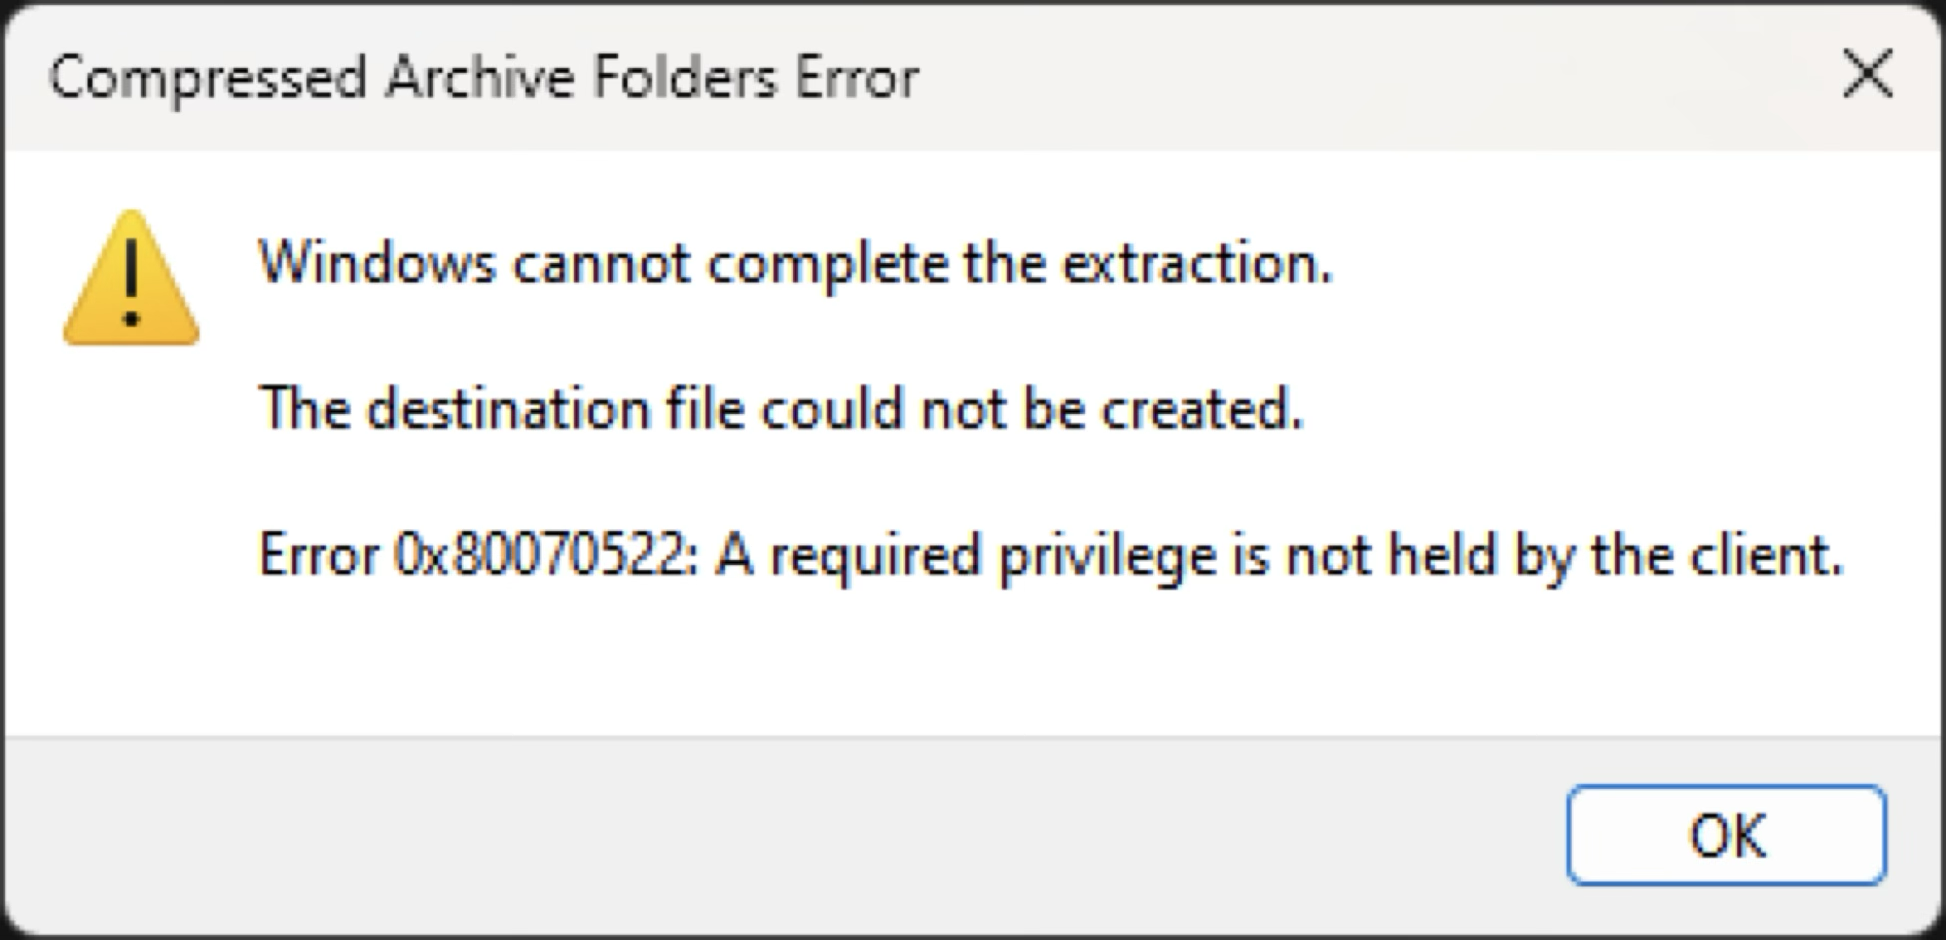 Compressed Archive Folders Error
Windows cannot complete the extraction.
The destination file could not be created.
Error 0x80070522: A required privilege is not held by the client.
OK